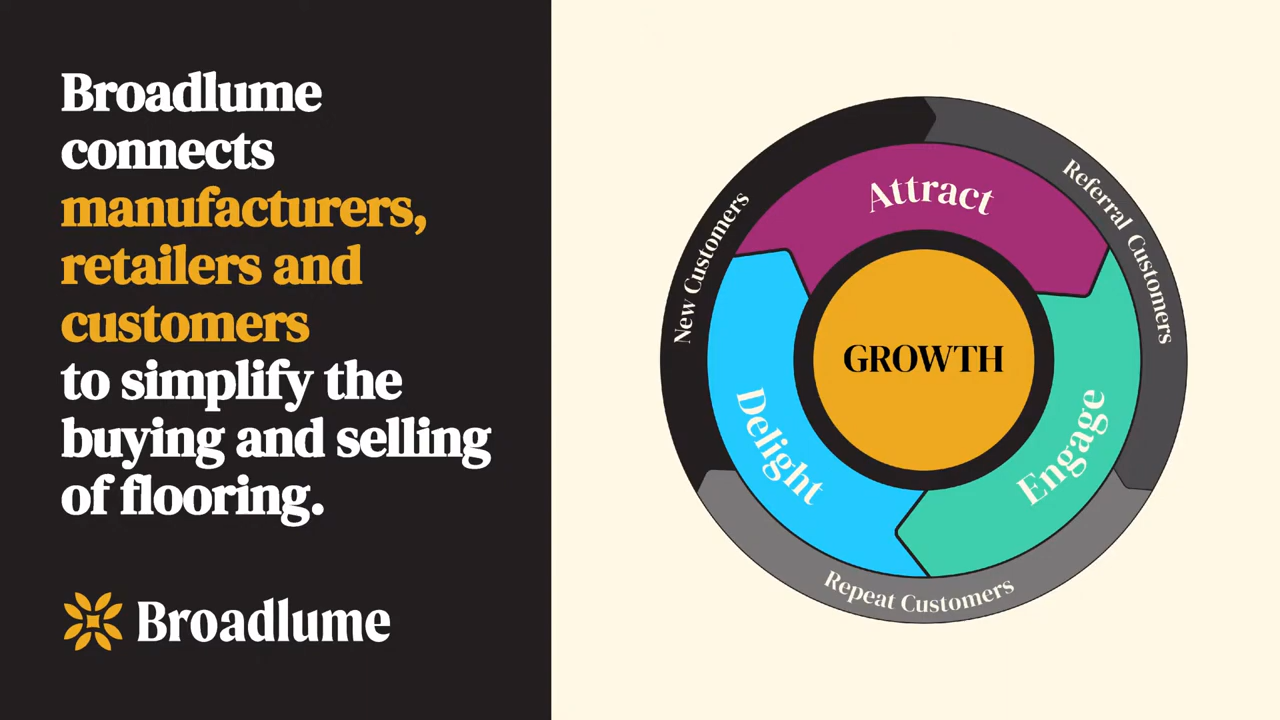 Broadlume
connects
manufacturers,
retailers and
customers
to simplify the
buying and selling
of flooring.
Broadlume
New Customers
Referral Customers
Repeat Customers
Attract
Engage
Delight
GROWTH